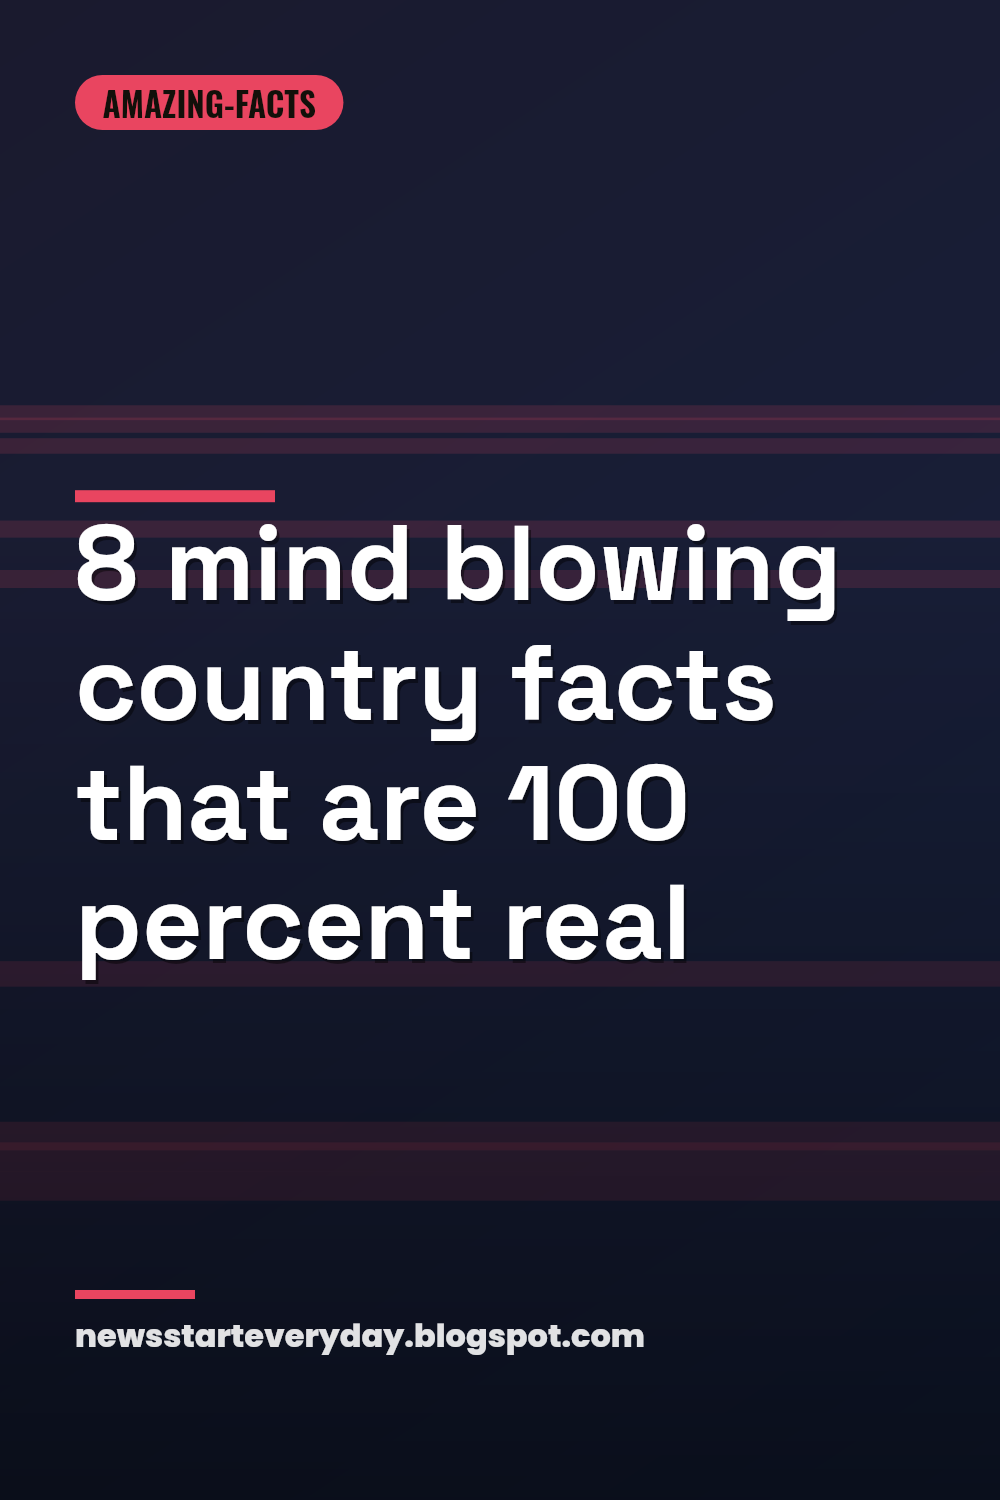 AMAZING-FACTS
8 mind blowing
country facts
that are 100
percent real
newsstarteveryday.blogspot.com